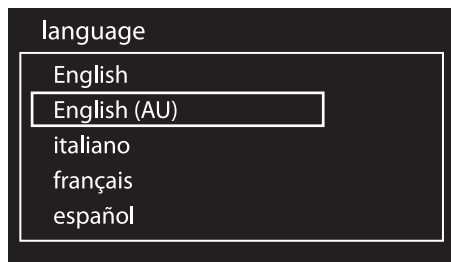 language
English
English (AU)
italiano
français
español